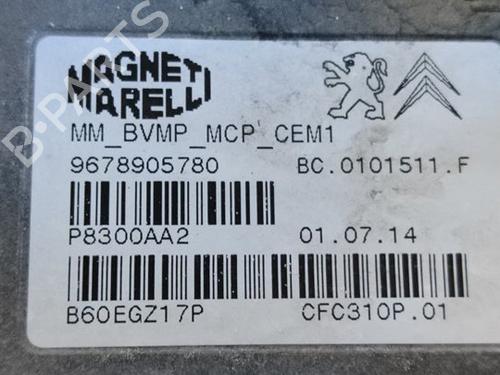 MAGNETI
MARELLI
MM_BVMP_MCP_CEM1
9678905780 BC.0101511.F
P8300AA2 01.07.14
B60EGZ17P CFC310P.01
B-PARTS